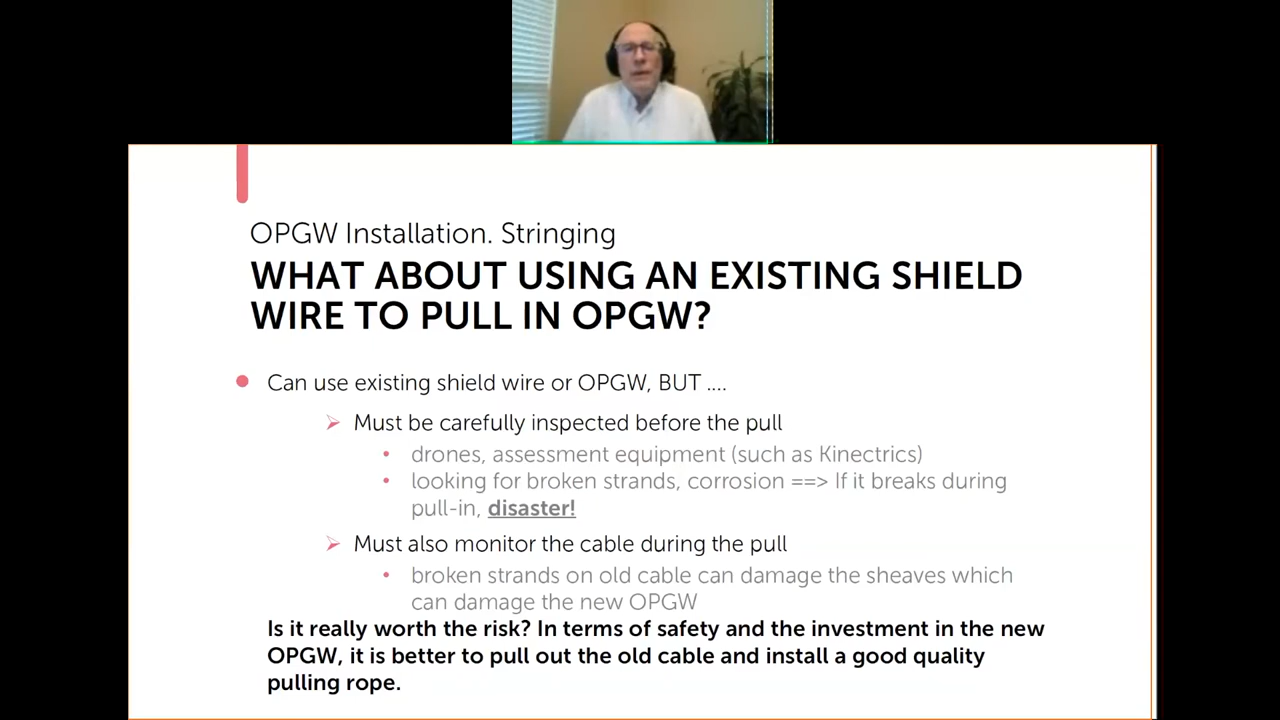 OPGW Installation. Stringing
WHAT ABOUT USING AN EXISTING SHIELD
WIRE TO PULL IN OPGW?
Can use existing shield wire or OPGW, BUT ....
Must be carefully inspected before the pull
drones, assessment equipment (such as Kinectrics)
looking for broken strands, corrosion ==> If it breaks during
pull-in, disaster!
Must also monitor the cable during the pull
broken strands on old cable can damage the sheaves which
can damage the new OPGW
Is it really worth the risk? In terms of safety and the investment in the new
OPGW, it is better to pull out the old cable and install a good quality
pulling rope.